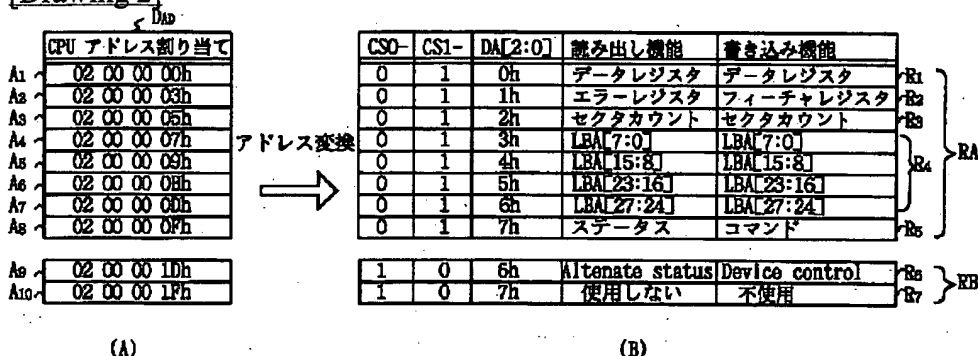 [Drawing 2]
DAD
CPU アドレス割り当て
CS0- CS1- DA[2:0] 読み出し機能 書き込み機能
A1 02 00 00 00h 0 1 0h データレジスタ データレジスタ R1
A2 02 00 00 03h 0 1 1h エラーレジスタ フィーチャレジスタ R2
A3 02 00 00 05h 0 1 2h セクタカウント セクタカウント R3
A4 02 00 00 07h アドレス変換 0 1 3h LBA[7:0] LBA[7:0]
A5 02 00 00 09h 0 1 4h LBA[15:8] LBA[15:8] R4 RA
A6 02 00 00 0Bh 0 1 5h LBA[23:16] LBA[23:16]
A7 02 00 00 0Dh 0 1 6h LBA[27:24] LBA[27:24]
A8 02 00 00 0Fh 0 1 7h ステータス コマンド R5
A9 02 00 00 1Dh 1 0 6h Altenate status Device control R6 RB
A10 02 00 00 1Fh 1 0 7h 使用しない 不使用 R7
(A) (B)